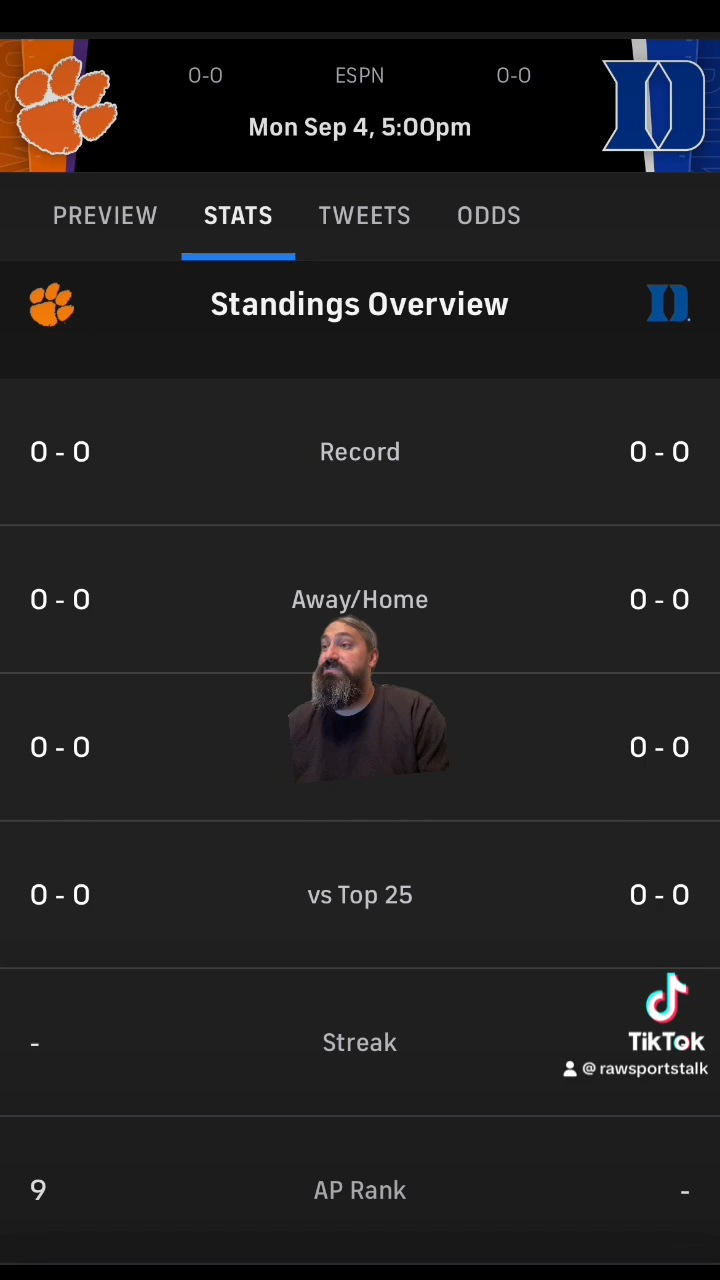 0-0 ESPN 0-0
Mon Sep 4, 5:00pm
PREVIEW STATS TWEETS ODDS
Standings Overview
0 - 0 Record 0 - 0
0 - 0 Away/Home 0 - 0
0 - 0 0 - 0
0 - 0 vs Top 25 0 - 0
- Streak
TikTok
@rawsportstalk
9 AP Rank -